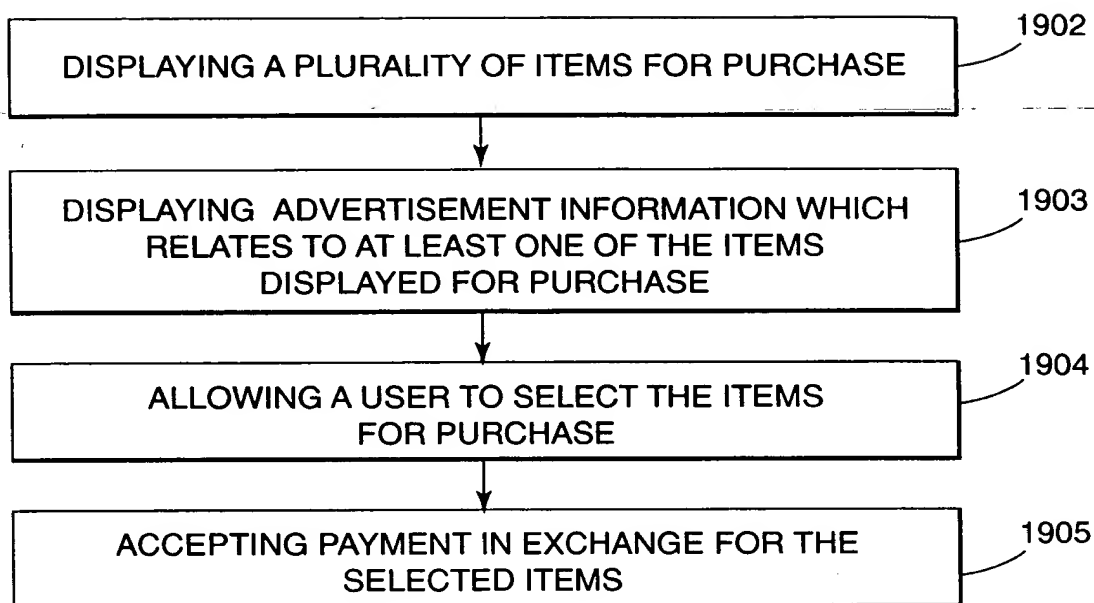 1902
DISPLAYING A PLURALITY OF ITEMS FOR PURCHASE
1903
DISPLAYING ADVERTISEMENT INFORMATION WHICH
RELATES TO AT LEAST ONE OF THE ITEMS
DISPLAYED FOR PURCHASE
1904
ALLOWING A USER TO SELECT THE ITEMS
FOR PURCHASE
1905
ACCEPTING PAYMENT IN EXCHANGE FOR THE
SELECTED ITEMS